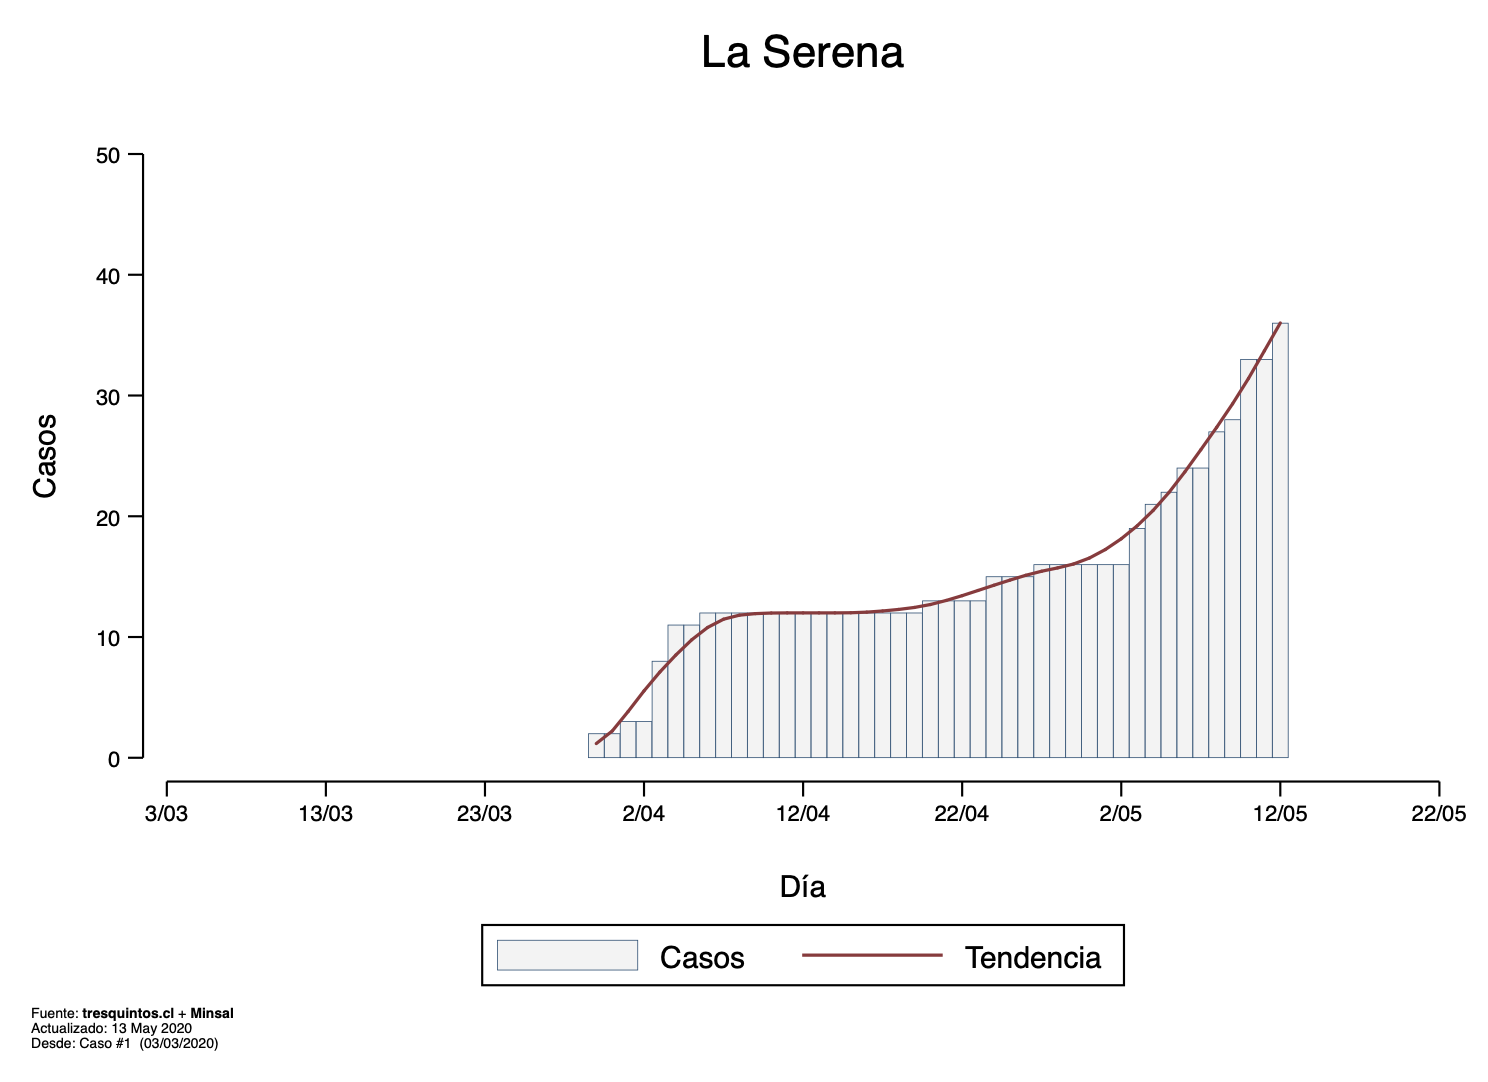 La Serena
50
40
30
20
10
0
Casos
3/03 13/03 23/03 2/04 12/04 22/04 2/05 12/05 22/05
Día
Casos Tendencia
Fuente: tresquintos.cl + Minsal
Actualizado: 13 May 2020
Desde: Caso #1 (03/03/2020)